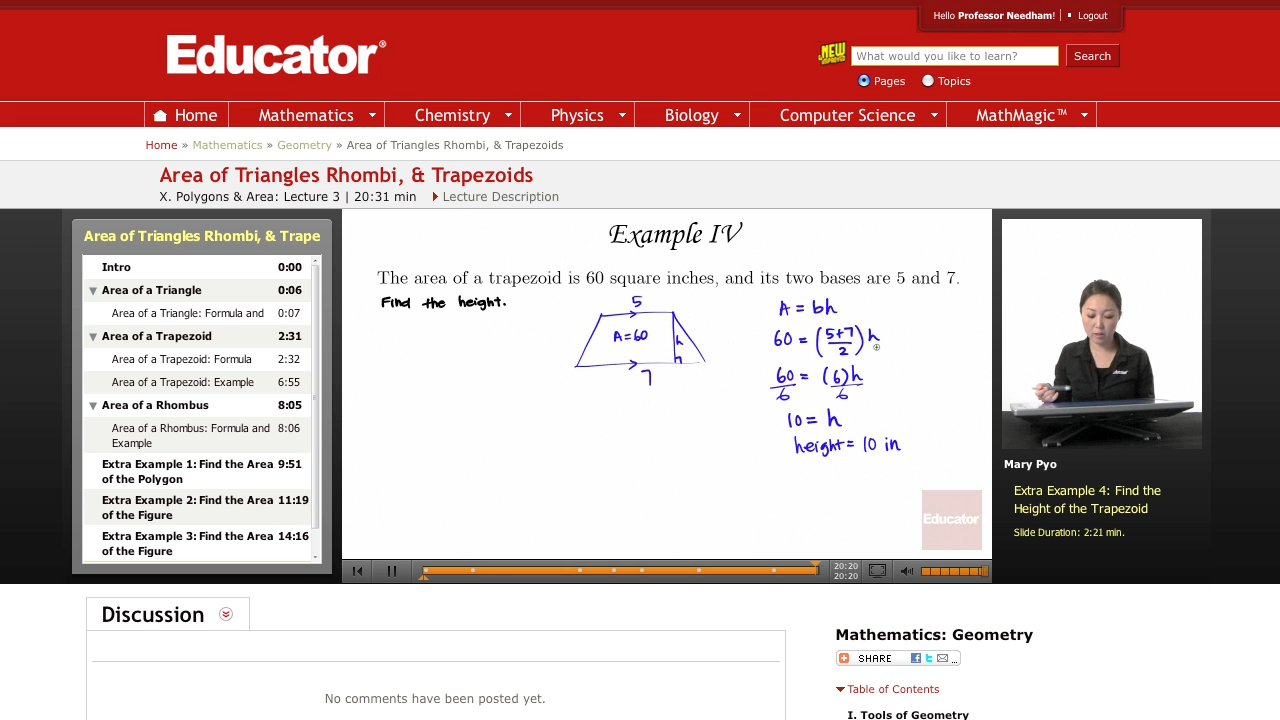 Hello Professor Needham! | ▪ Logout
Educator®
NEW
What would you like to learn?
Search
Pages
Topics
Home
Mathematics
Chemistry
Physics
Biology
Computer Science
MathMagic™
Home » Mathematics » Geometry » Area of Triangles Rhombi, & Trapezoids
Area of Triangles Rhombi, & Trapezoids
X. Polygons & Area: Lecture 3 | 20:31 min
Lecture Description
Area of Triangles Rhombi, & Trape
Intro 0:00
Area of a Triangle 0:06
Area of a Triangle: Formula and 0:07
Area of a Trapezoid 2:31
Area of a Trapezoid: Formula 2:32
Area of a Trapezoid: Example 6:55
Area of a Rhombus 8:05
Area of a Rhombus: Formula and 8:06
Example
Extra Example 1: Find the Area 9:51
of the Polygon
Extra Example 2: Find the Area 11:19
of the Figure
Extra Example 3: Find the Area 14:16
of the Figure
Example IV
The area of a trapezoid is 60 square inches, and its two bases are 5 and 7.
Find the height.
5
A=60
h
7
A = bh
60 = (5+7/2) h
60/6 = (6)h/6
10 = h
height = 10 in
Educator
20:20
20:20
Mary Pyo
Extra Example 4: Find the
Height of the Trapezoid
Slide Duration: 2:21 min.
Discussion
No comments have been posted yet.
Mathematics: Geometry
SHARE
...
Table of Contents
I. Tools of Geometry